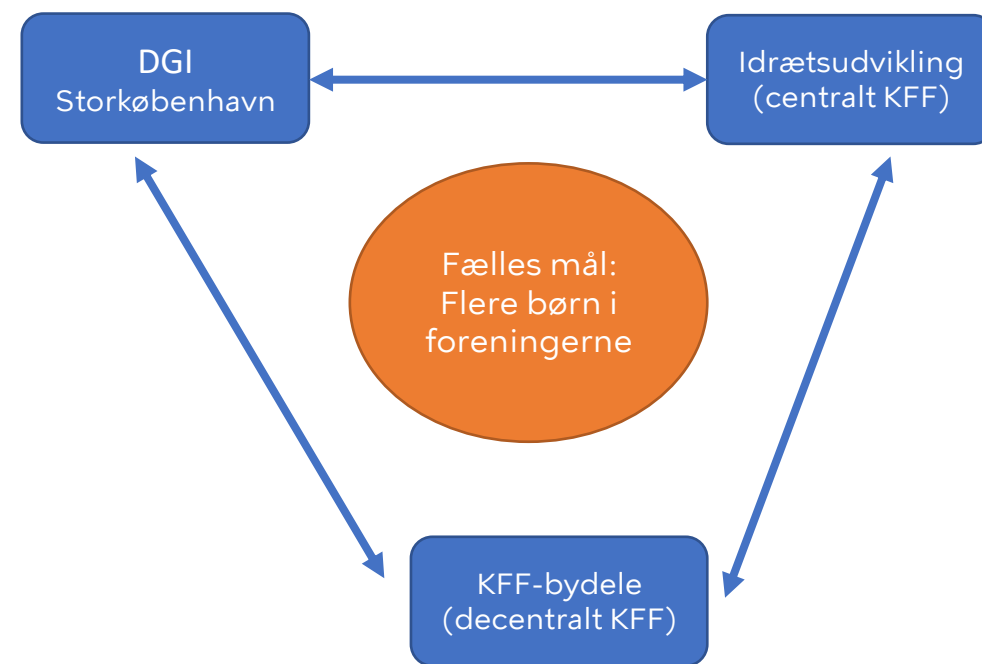 DGI
Storkøbenhavn
Idrætsudvikling
(centralt KFF)
Fælles mål:
Flere børn i
foreningerne
KFF-bydele
(decentralt KFF)